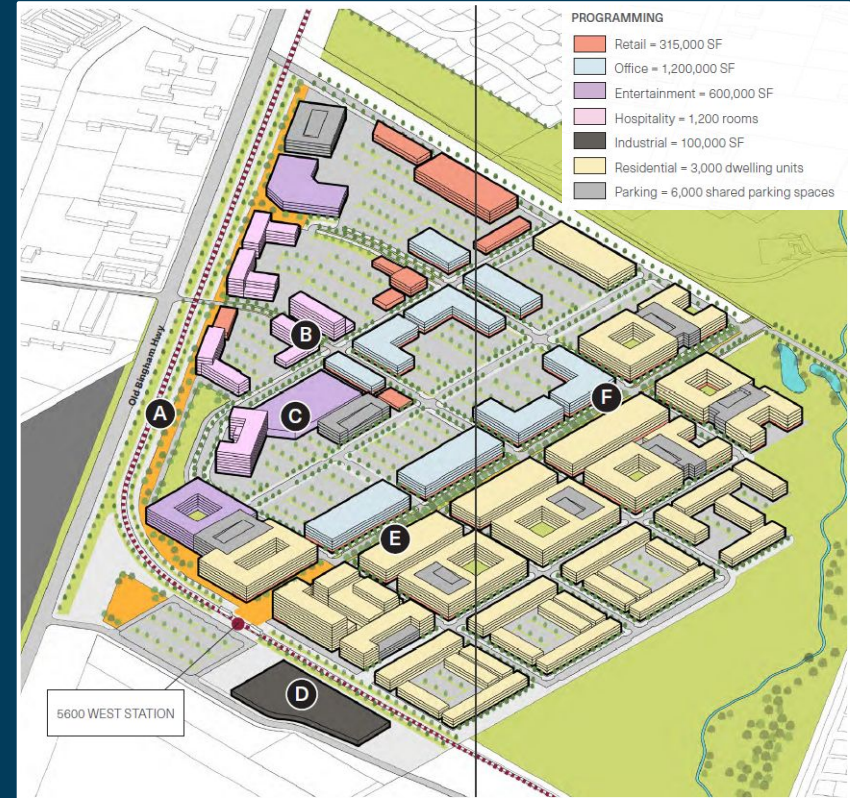 PROGRAMMING
Retail = 315,000 SF
Office = 1,200,000 SF
Entertainment = 600,000 SF
Hospitality = 1,200 rooms
Industrial = 100,000 SF
Residential = 3,000 dwelling units
Parking = 6,000 shared parking spaces
Old Bingham Hwy
B
F
A
C
E
D
5600 WEST STATION